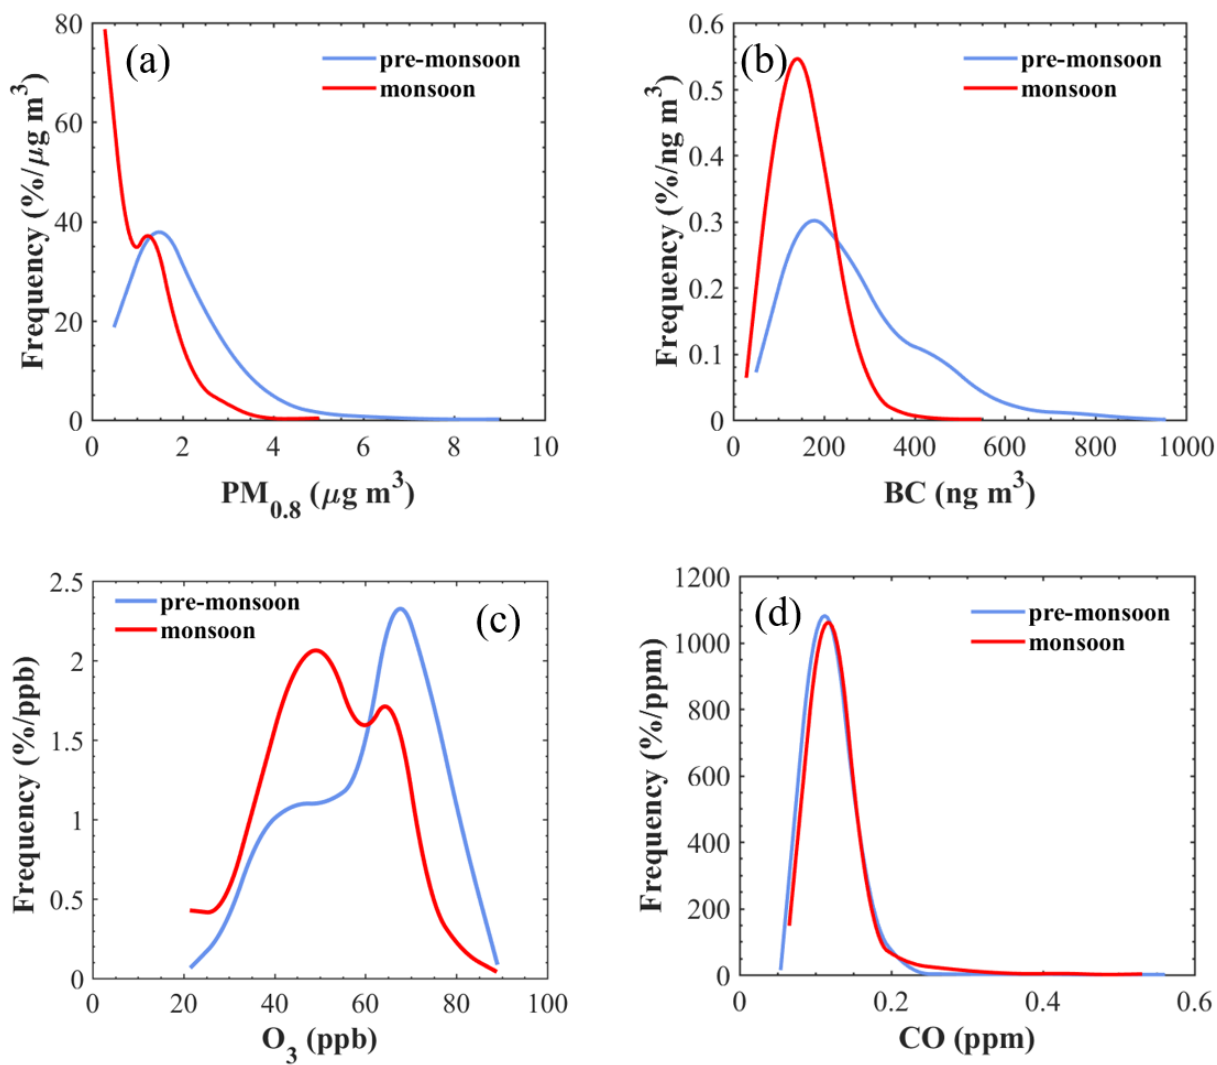 (a)
pre-monsoon
monsoon
80
60
40
20
0
0 2 4 6 8 10
Frequency (%/μg m³)
PM₀.₈ (μg m³)
(b)
pre-monsoon
monsoon
0.6
0.5
0.4
0.3
0.2
0.1
0
0 200 400 600 800 1000
Frequency (%/ng m³)
BC (ng m³)
(c)
pre-monsoon
monsoon
2.5
2
1.5
1
0.5
0
0 20 40 60 80 100
Frequency (%/ppb)
O₃ (ppb)
(d)
pre-monsoon
monsoon
1200
1000
800
600
400
200
0
0 0.2 0.4 0.6
Frequency (%/ppm)
CO (ppm)